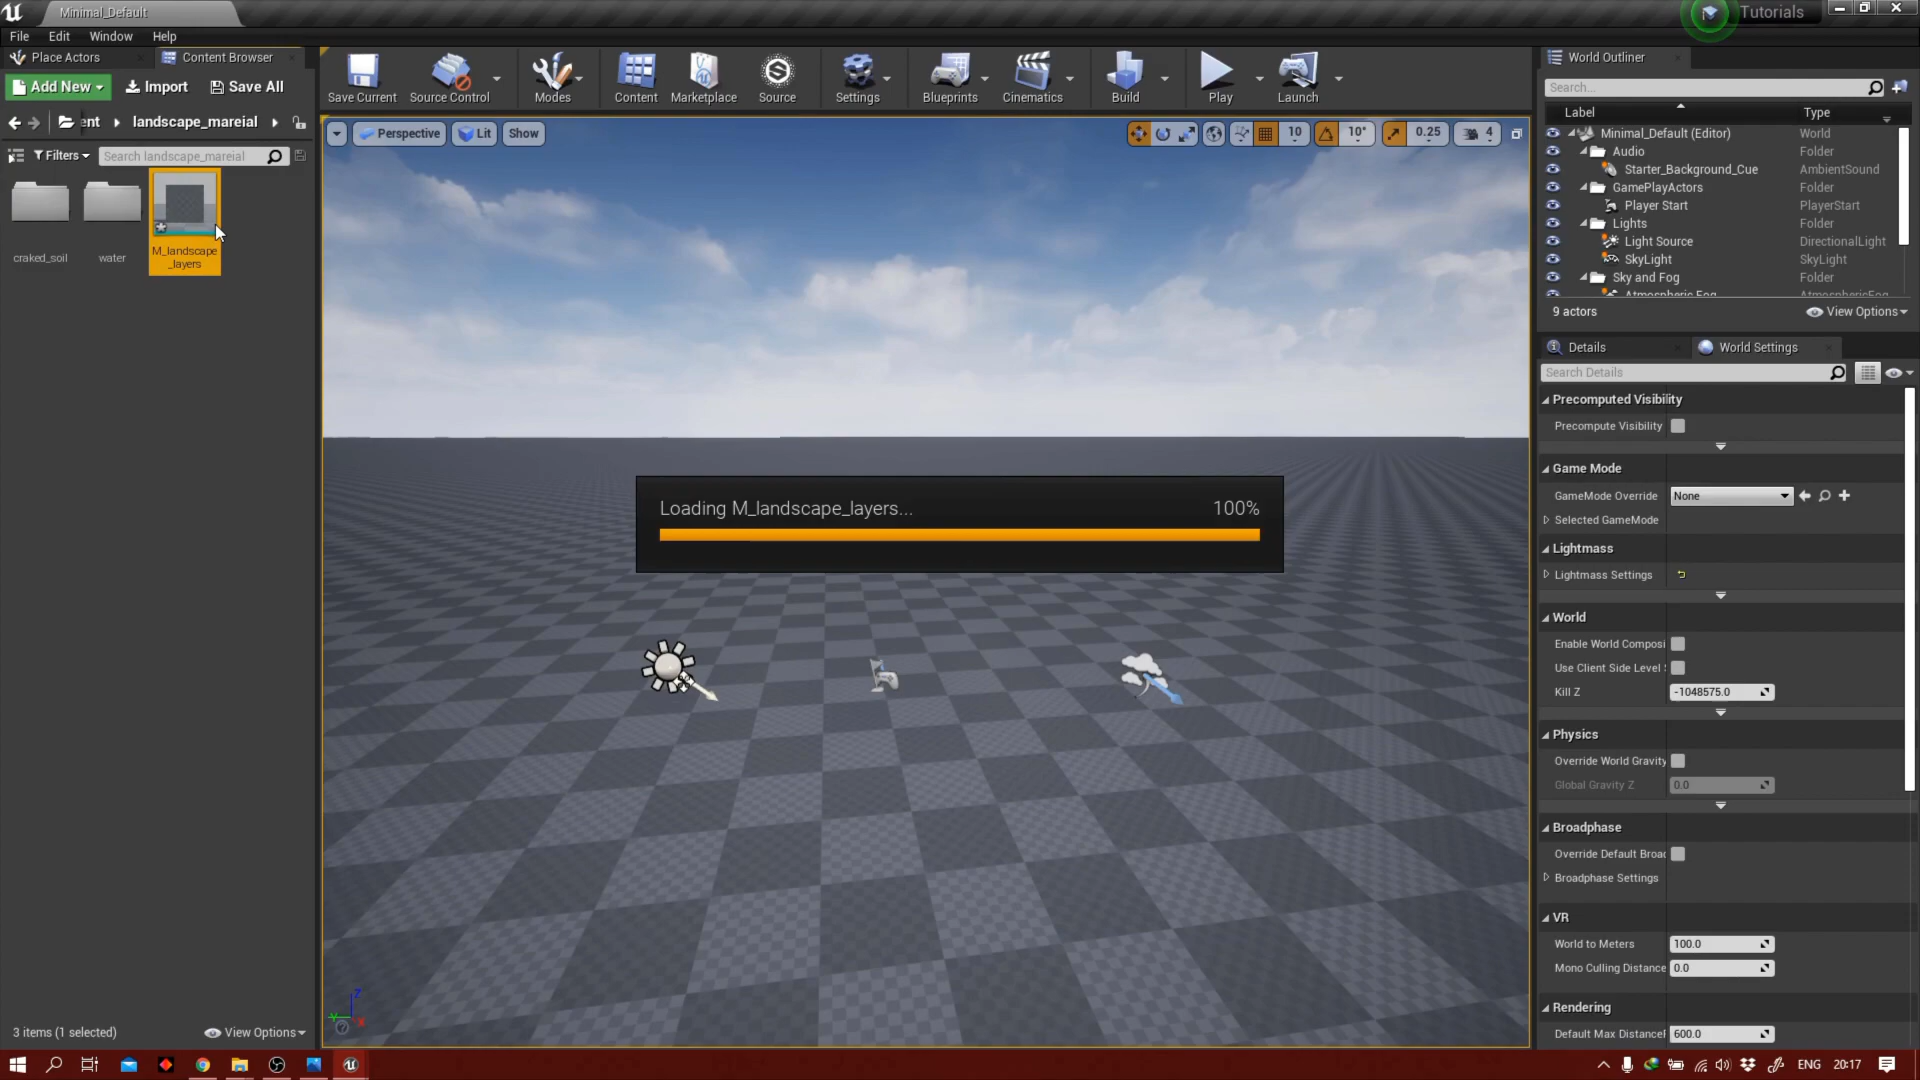 Minimal_Default
Tutorials
File Edit Window Help
Place Actors
Content Browser
Add New
Import
Save All
ent
landscape_mareial
Filters
Search landscape_mareial
craked_soil
water
M_landscape
_layers
3 items (1 selected)
View Options
Save Current
Source Control
Modes
Content
Marketplace
Source
Settings
Blueprints
Cinematics
Build
Play
Launch
Perspective
Lit
Show
10
10°
0.25
4
Loading M_landscape_layers...
100%
World Outliner
Search...
Label
Type
Minimal_Default (Editor) World
Audio Folder
Starter_Background_Cue AmbientSound
GamePlayActors Folder
Player Start PlayerStart
Lights Folder
Light Source DirectionalLight
SkyLight SkyLight
Sky and Fog Folder
Atmospheric Fog AtmosphericFog
9 actors
View Options
Details
World Settings
Search Details
Precomputed Visibility
Precompute Visibility
Game Mode
GameMode Override None
Selected GameMode
Lightmass
Lightmass Settings
World
Enable World Composi
Use Client Side Level
Kill Z -1048575.0
Physics
Override World Gravity
Global Gravity Z 0.0
Broadphase
Override Default Broad
Broadphase Settings
VR
World to Meters 100.0
Mono Culling Distance 0.0
Rendering
Default Max DistanceF 600.0
Z
Y
X
ENG
20:17